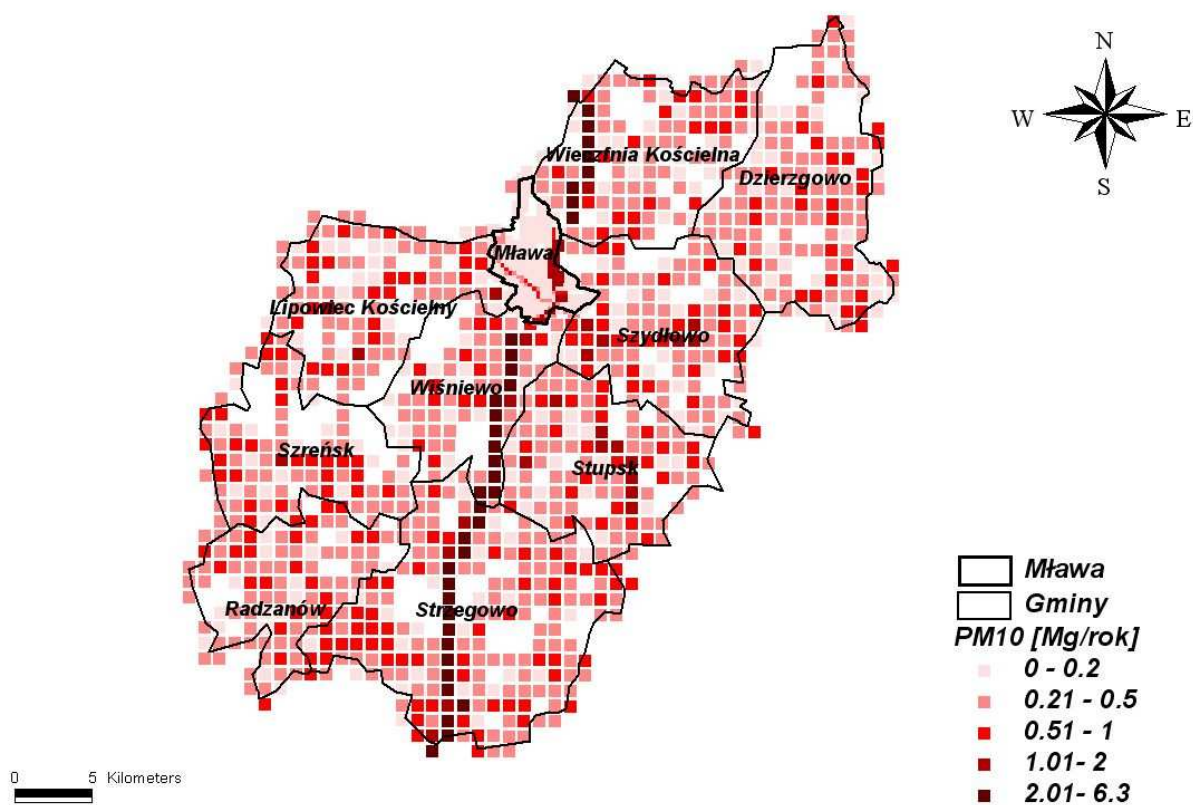 N
W E
S
Wieczfnia Kościelna
Dzierzgowo
Mława
Lipowiec Kościelny
Szydłowo
Wiśniewo
Szreńsk
Stupsk
Radzanów
Strzegowo
Mława
Gminy
PM10 [Mg/rok]
0 - 0.2
0.21 - 0.5
0.51 - 1
1.01- 2
2.01- 6.3
0 5 Kilometers